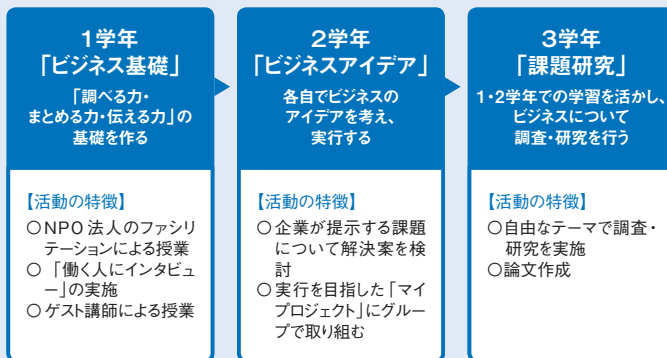 1学年
「ビジネス基礎」
「調べる力・
まとめる力・伝える力」の
基礎を作る
【活動の特徴】
○NPO法人のファシリ
テーションによる授業
○「働く人にインタビュ
ー」の実施
○ゲスト講師による授業
2学年
「ビジネスアイデア」
各自でビジネスの
アイデアを考え、
実行する
【活動の特徴】
○企業が提示する課題
について解決案を検
討
○実行を目指した「マイ
プロジェクト」にグルー
プで取り組む
3学年
「課題研究」
1・2学年での学習を活かし、
ビジネスについて
調査・研究を行う
【活動の特徴】
○自由なテーマで調査・
研究を実施
○論文作成